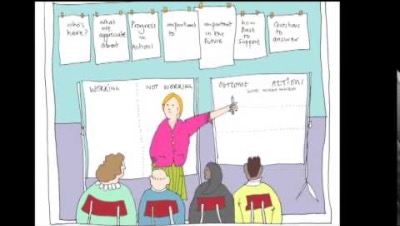 Who's
here?
What
we
appreciate
about
Progress
in
Actions
important
to
important
in the
Future
How
Best to
Support
Questions
to
answer
WORKING
NOT WORKING
OPTIONS
ACTIONS